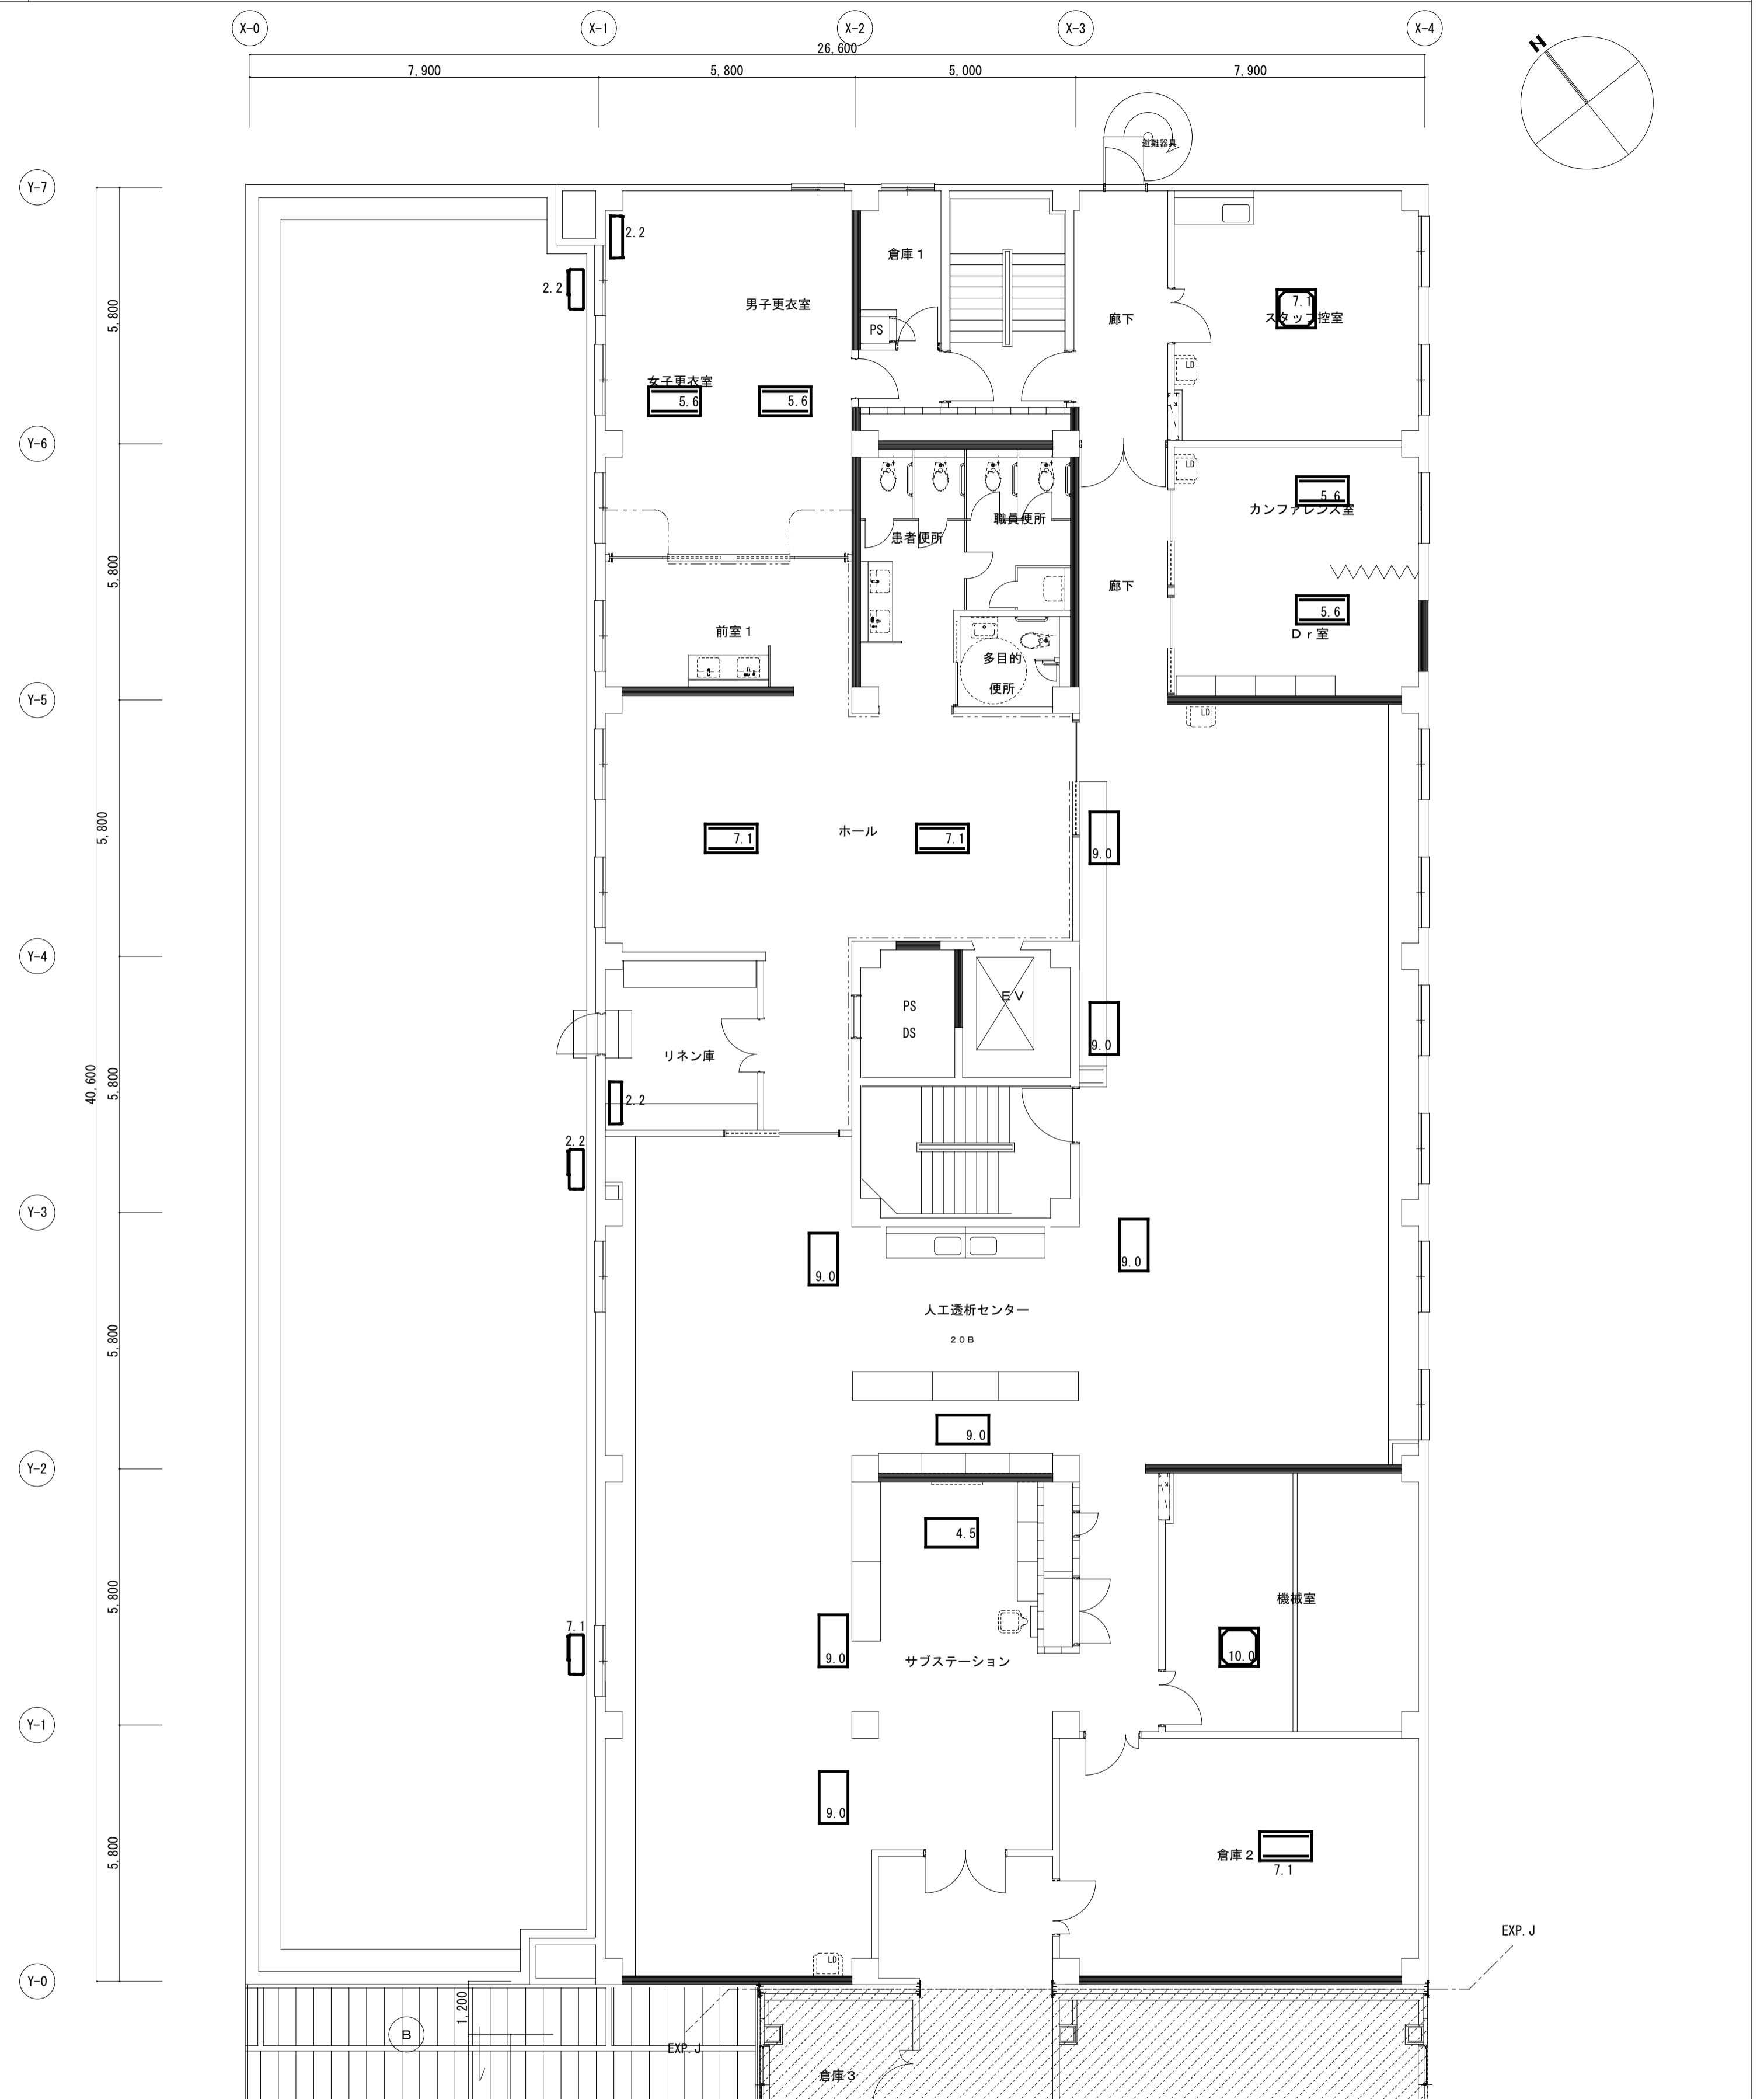 X-0
X-1
X-2
X-3
X-4
26,600
7,900
5,800
5,000
7,900
N
避難器具
Y-7
2.2
2.2
倉庫1
男子更衣室
PS
廊下
7.1
スタッフ控室
5,800
女子更衣室
5.6
5.6
LD
Y-6
LD
5.6
カンファレンス室
職員便所
患者便所
5,800
廊下
5.6
Dr室
前室1
多目的
便所
Y-5
LD
5,800
7.1
ホール
7.1
9.0
Y-4
PS
DS
EV
9.0
リネン庫
40,600
5,800
2.2
2.2
Y-3
9.0
9.0
人工透析センター
20B
5,800
9.0
Y-2
4.5
5,800
機械室
7.1
9.0
サブステーション
10.0
Y-1
9.0
5,800
倉庫2
7.1
EXP.J
LD
Y-0
1,200
B
EXP.J
倉庫3